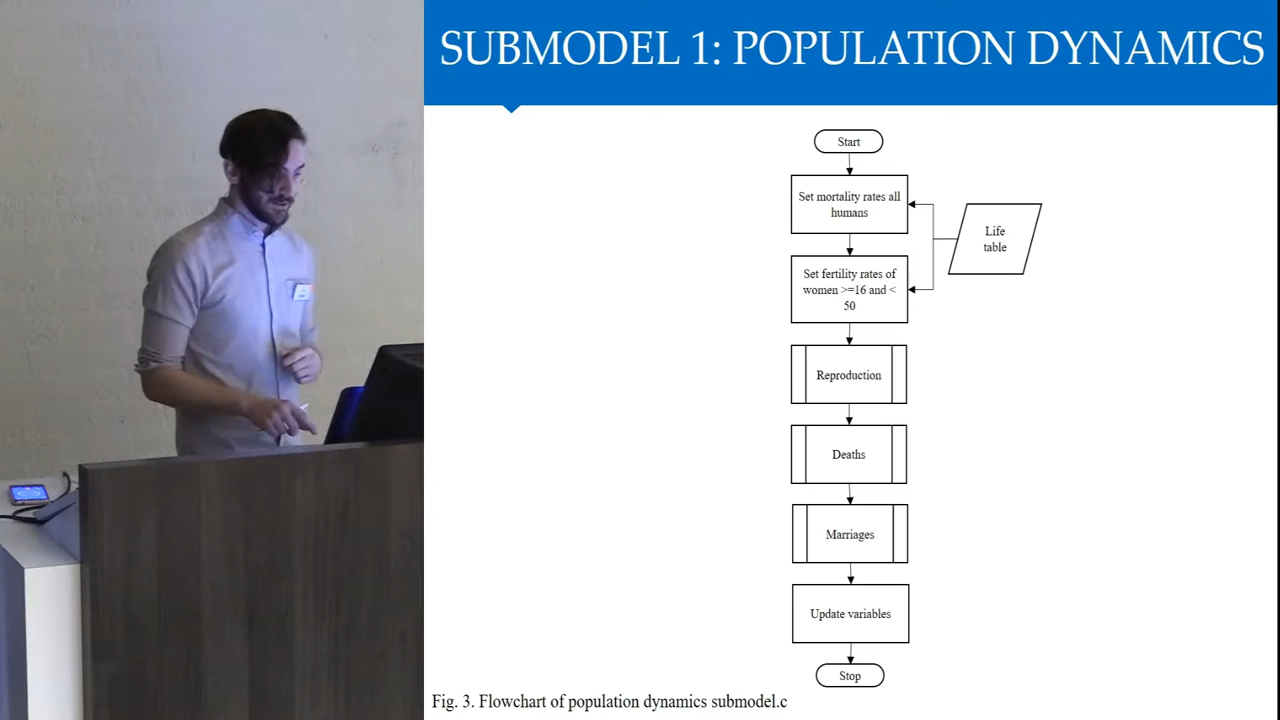 SUBMODEL 1: POPULATION DYNAMICS
Start
Set mortality rates all
humans
Life
table
Set fertility rates of
women >=16 and <
50
Reproduction
Deaths
Marriages
Update variables
Stop
Fig. 3. Flowchart of population dynamics submodel.c